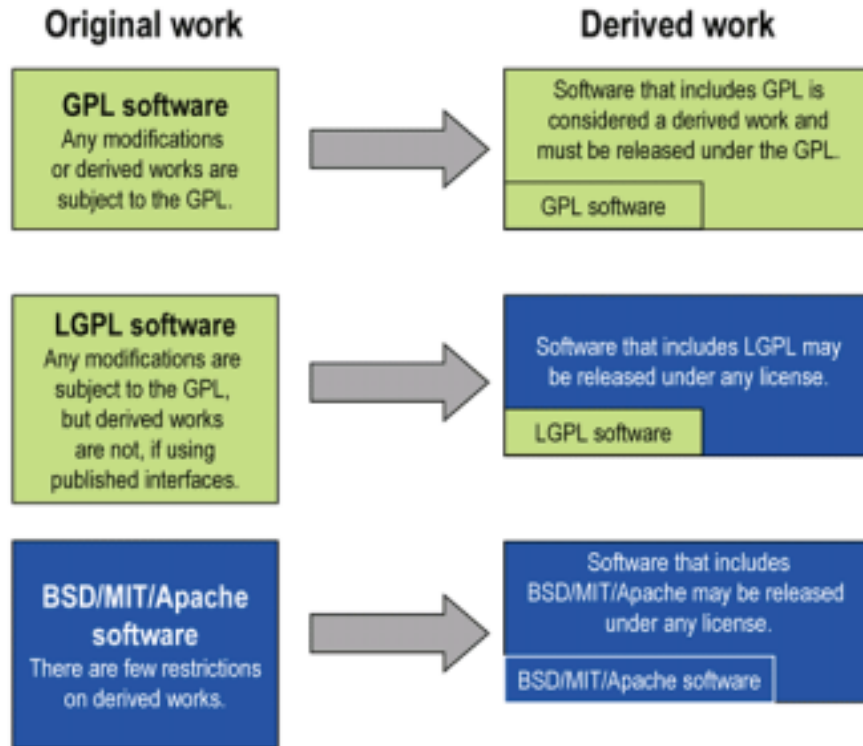 Original work
Derived work
GPL software
Any modifications
or derived works are
subject to the GPL.
Software that includes GPL is
considered a derived work and
must be released under the GPL.
GPL software
LGPL software
Any modifications are
subject to the GPL,
but derived works
are not, if using
published interfaces.
Software that includes LGPL may
be released under any license.
LGPL software
BSD/MIT/Apache
software
There are few restrictions
on derived works.
Software that includes
BSD/MIT/Apache may be released
under any license.
BSD/MIT/Apache software